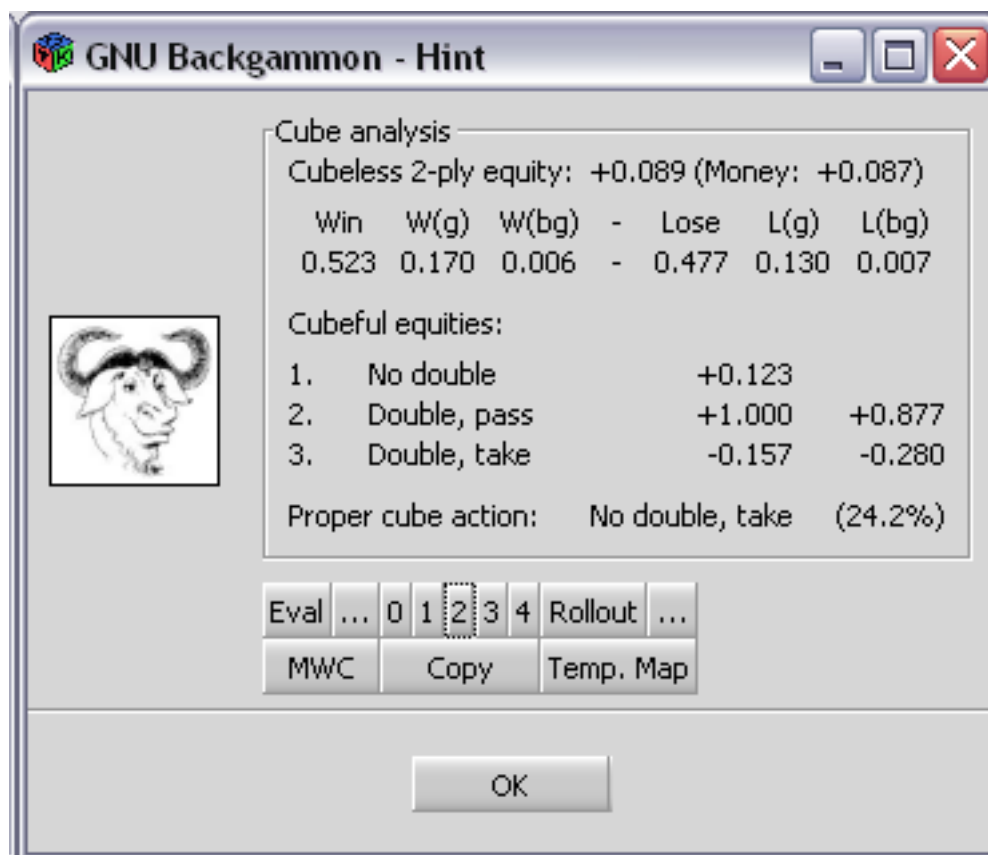 GNU Backgammon - Hint
Cube analysis
Cubeless 2-ply equity: +0.089 (Money: +0.087)
Win W(g) W(bg) - Lose L(g) L(bg)
0.523 0.170 0.006 - 0.477 0.130 0.007
Cubeful equities:
1. No double +0.123
2. Double, pass +1.000 +0.877
3. Double, take -0.157 -0.280
Proper cube action: No double, take (24.2%)
Eval ... 0 1 2 3 4 Rollout ...
MWC Copy Temp. Map
OK